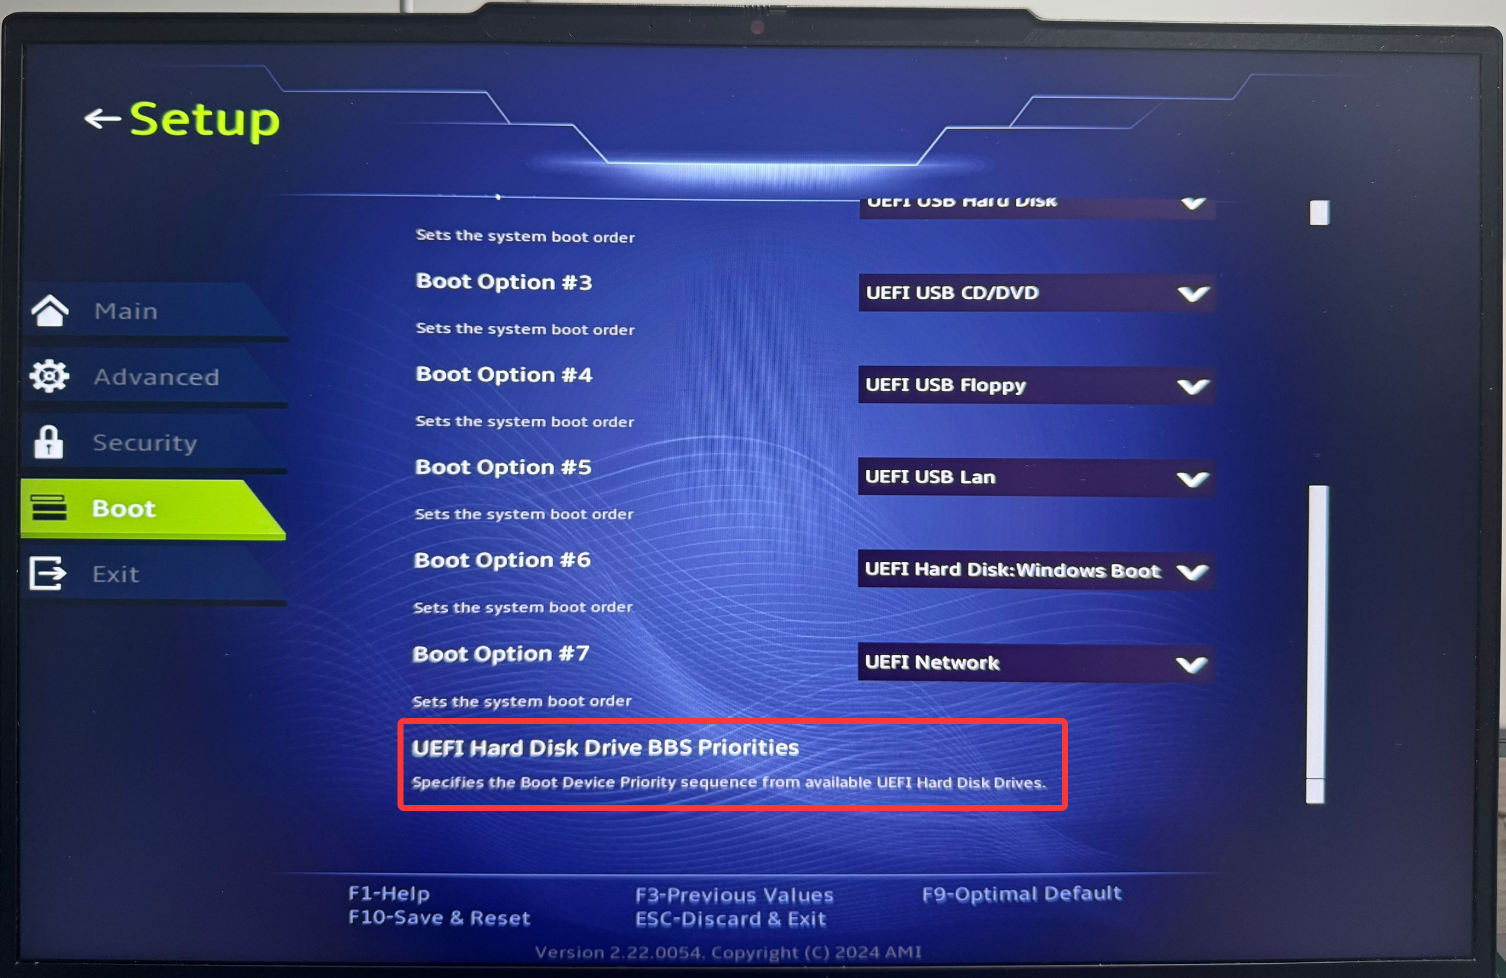 Setup
UEFI USB Hard Disk
Sets the system boot order
Boot Option #3
UEFI USB CD/DVD
Sets the system boot order
Boot Option #4
UEFI USB Floppy
Sets the system boot order
Boot Option #5
UEFI USB Lan
Sets the system boot order
Boot Option #6
UEFI Hard Disk:Windows Boot
Sets the system boot order
Boot Option #7
UEFI Network
Sets the system boot order
UEFI Hard Disk Drive BBS Priorities
Specifies the Boot Device Priority sequence from available UEFI Hard Disk Drives.
Main
Advanced
Security
Boot
Exit
F1-Help
F3-Previous Values
F9-Optimal Default
F10-Save & Reset
ESC-Discard & Exit
Version 2.22.0054. Copyright (C) 2024 AMI